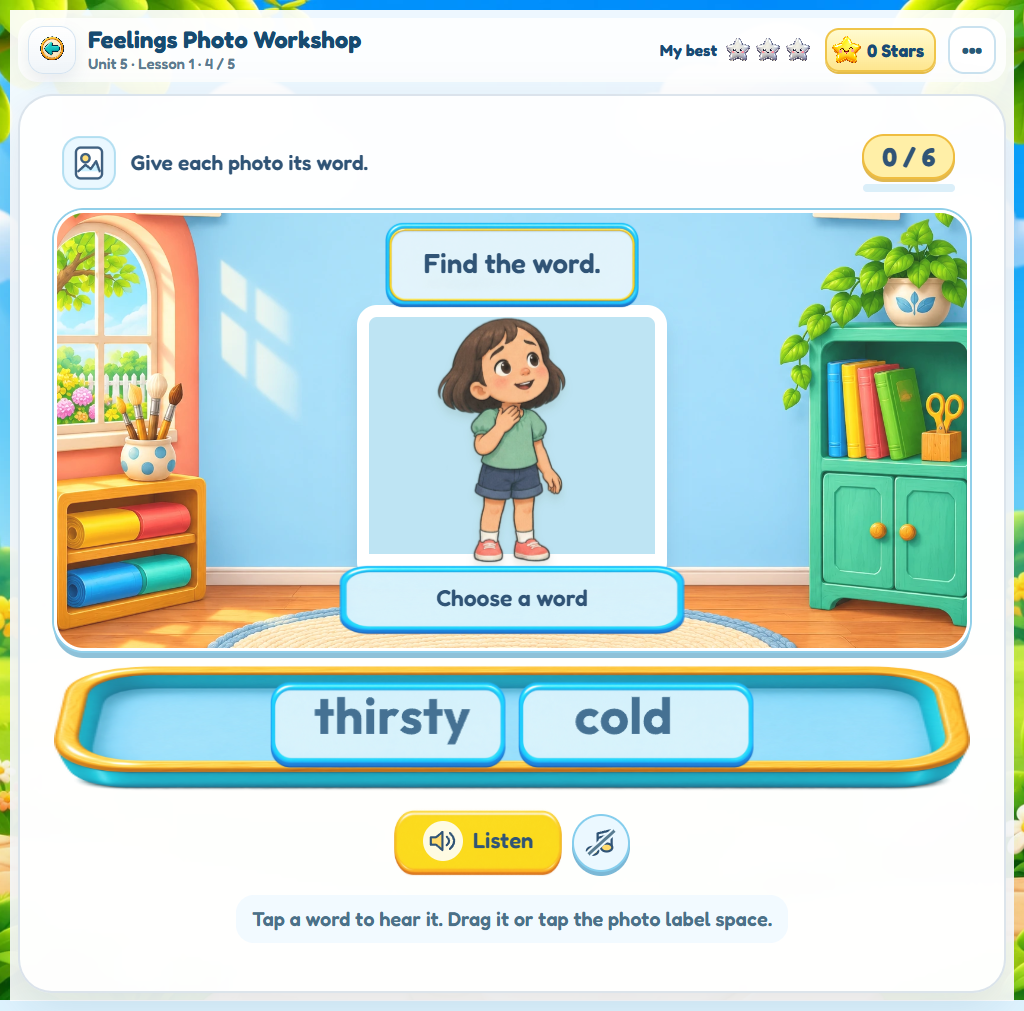 Feelings Photo Workshop
Unit 5 · Lesson 1 · 4 / 5
My best
0 Stars
Give each photo its word.
0 / 6
Find the word.
Choose a word
thirsty
cold
Listen
Tap a word to hear it. Drag it or tap the photo label space.